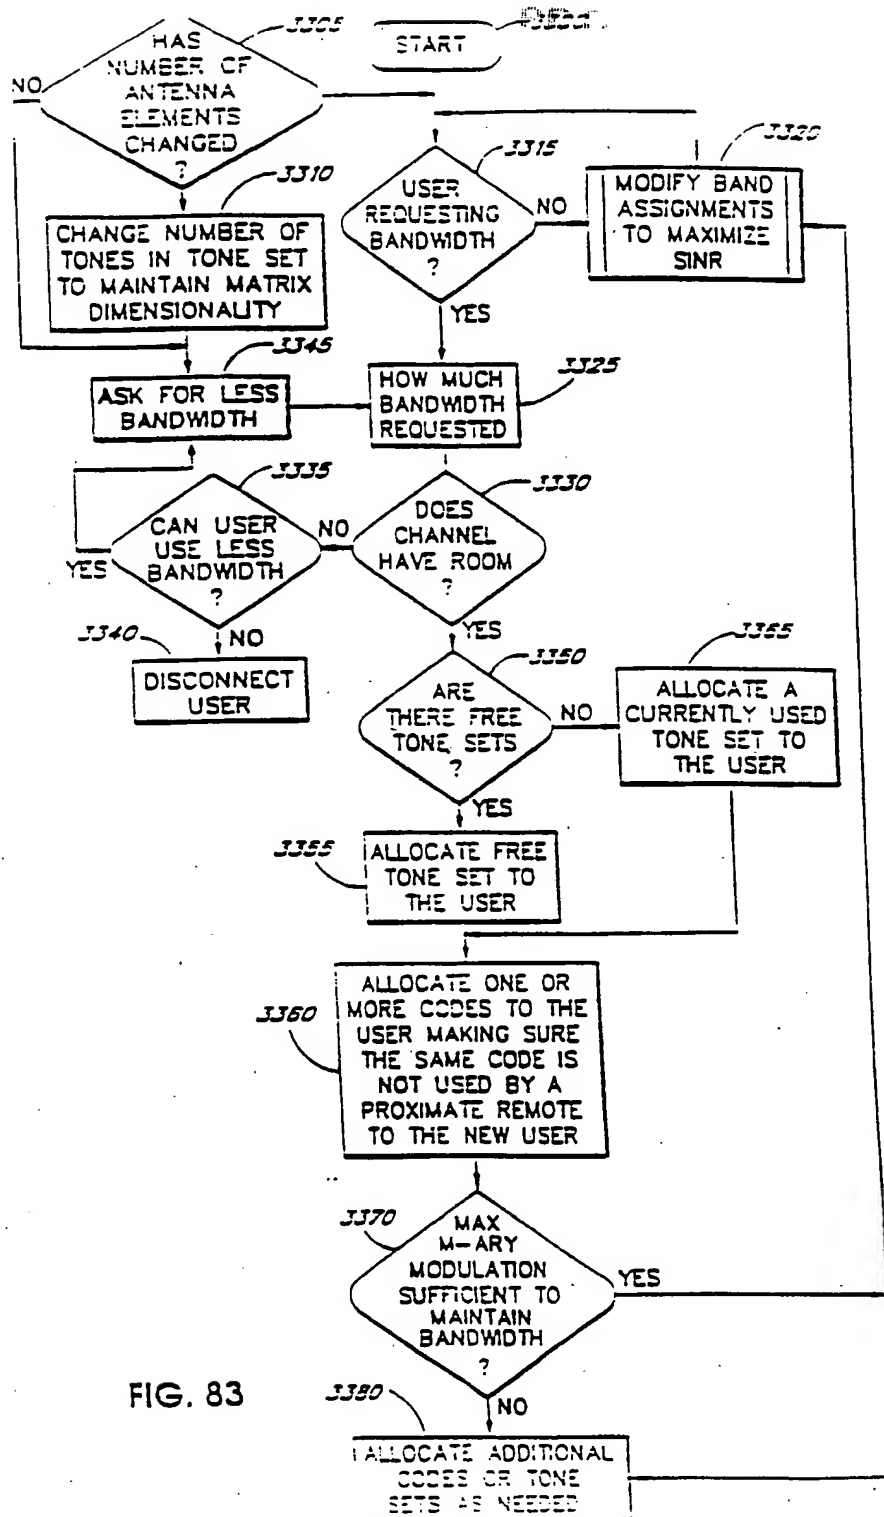 3305
HAS
NUMBER OF
ANTENNA
ELEMENTS
CHANGED
?
NO
START
3310
CHANGE NUMBER OF
TONES IN TONE SET
TO MAINTAIN MATRIX
DIMENSIONALITY
3315
USER
REQUESTING
BANDWIDTH
?
NO
YES
3320
MODIFY BAND
ASSIGNMENTS
TO MAXIMIZE
SINR
3345
ASK FOR LESS
BANDWIDTH
3325
HOW MUCH
BANDWIDTH
REQUESTED
3335
CAN USER
USE LESS
BANDWIDTH
?
YES
NO
3330
DOES
CHANNEL
HAVE ROOM
?
NO
YES
3340
DISCONNECT
USER
3350
ARE
THERE FREE
TONE SETS
?
NO
YES
3365
ALLOCATE A
CURRENTLY USED
TONE SET TO
THE USER
3355
ALLOCATE FREE
TONE SET TO
THE USER
3360
ALLOCATE ONE OR
MORE CODES TO THE
USER MAKING SURE
THE SAME CODE IS
NOT USED BY A
PROXIMATE REMOTE
TO THE NEW USER
3370
MAX
M-ARY
MODULATION
SUFFICIENT TO
MAINTAIN
BANDWIDTH
?
YES
NO
3380
ALLOCATE ADDITIONAL
CODES OR TONE
SETS AS NEEDED
FIG. 83